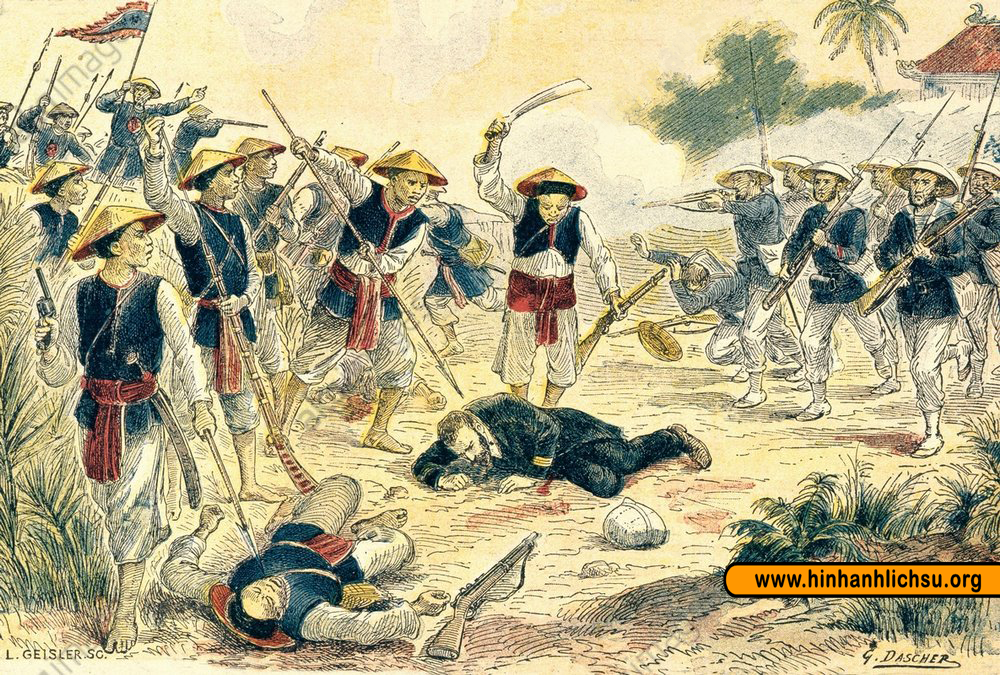 www.hinhanhlichsu.org
L. GEISLER SC.
G. DASCHER